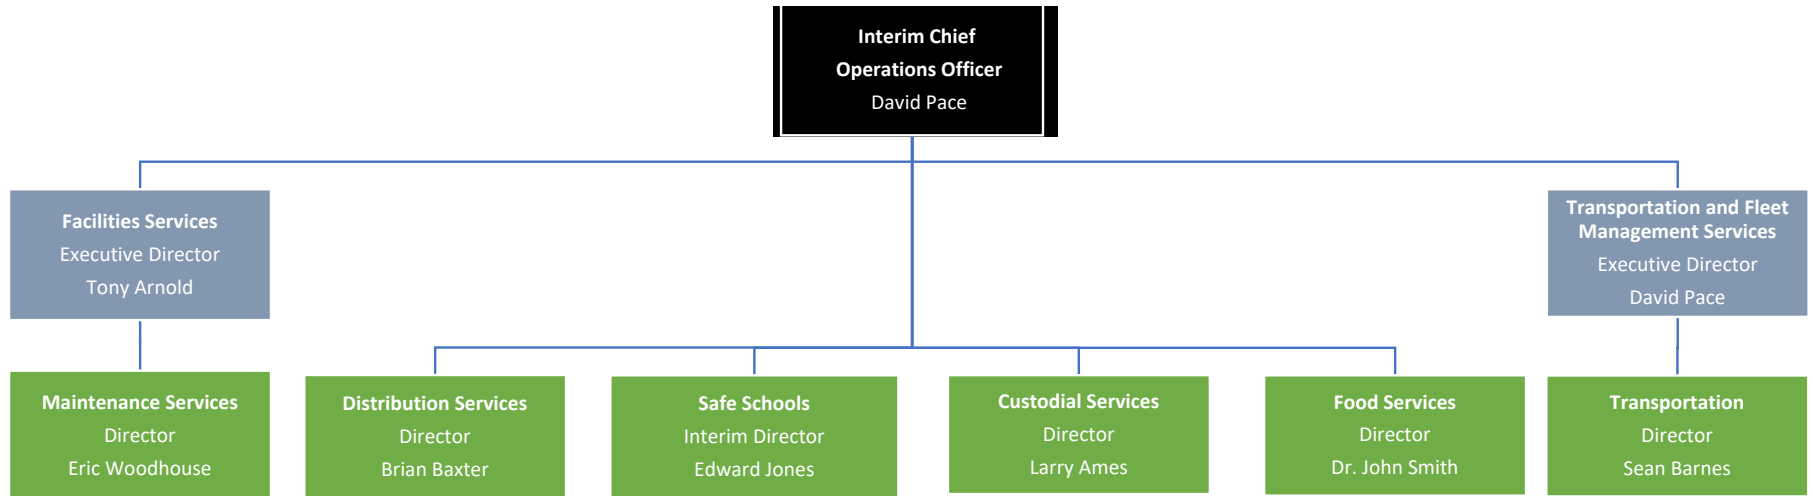 Interim Chief
Operations Officer
David Pace
Facilities Services
Executive Director
Tony Arnold
Transportation and Fleet
Management Services
Executive Director
David Pace
Maintenance Services
Director
Eric Woodhouse
Distribution Services
Director
Brian Baxter
Safe Schools
Interim Director
Edward Jones
Custodial Services
Director
Larry Ames
Food Services
Director
Dr. John Smith
Transportation
Director
Sean Barnes